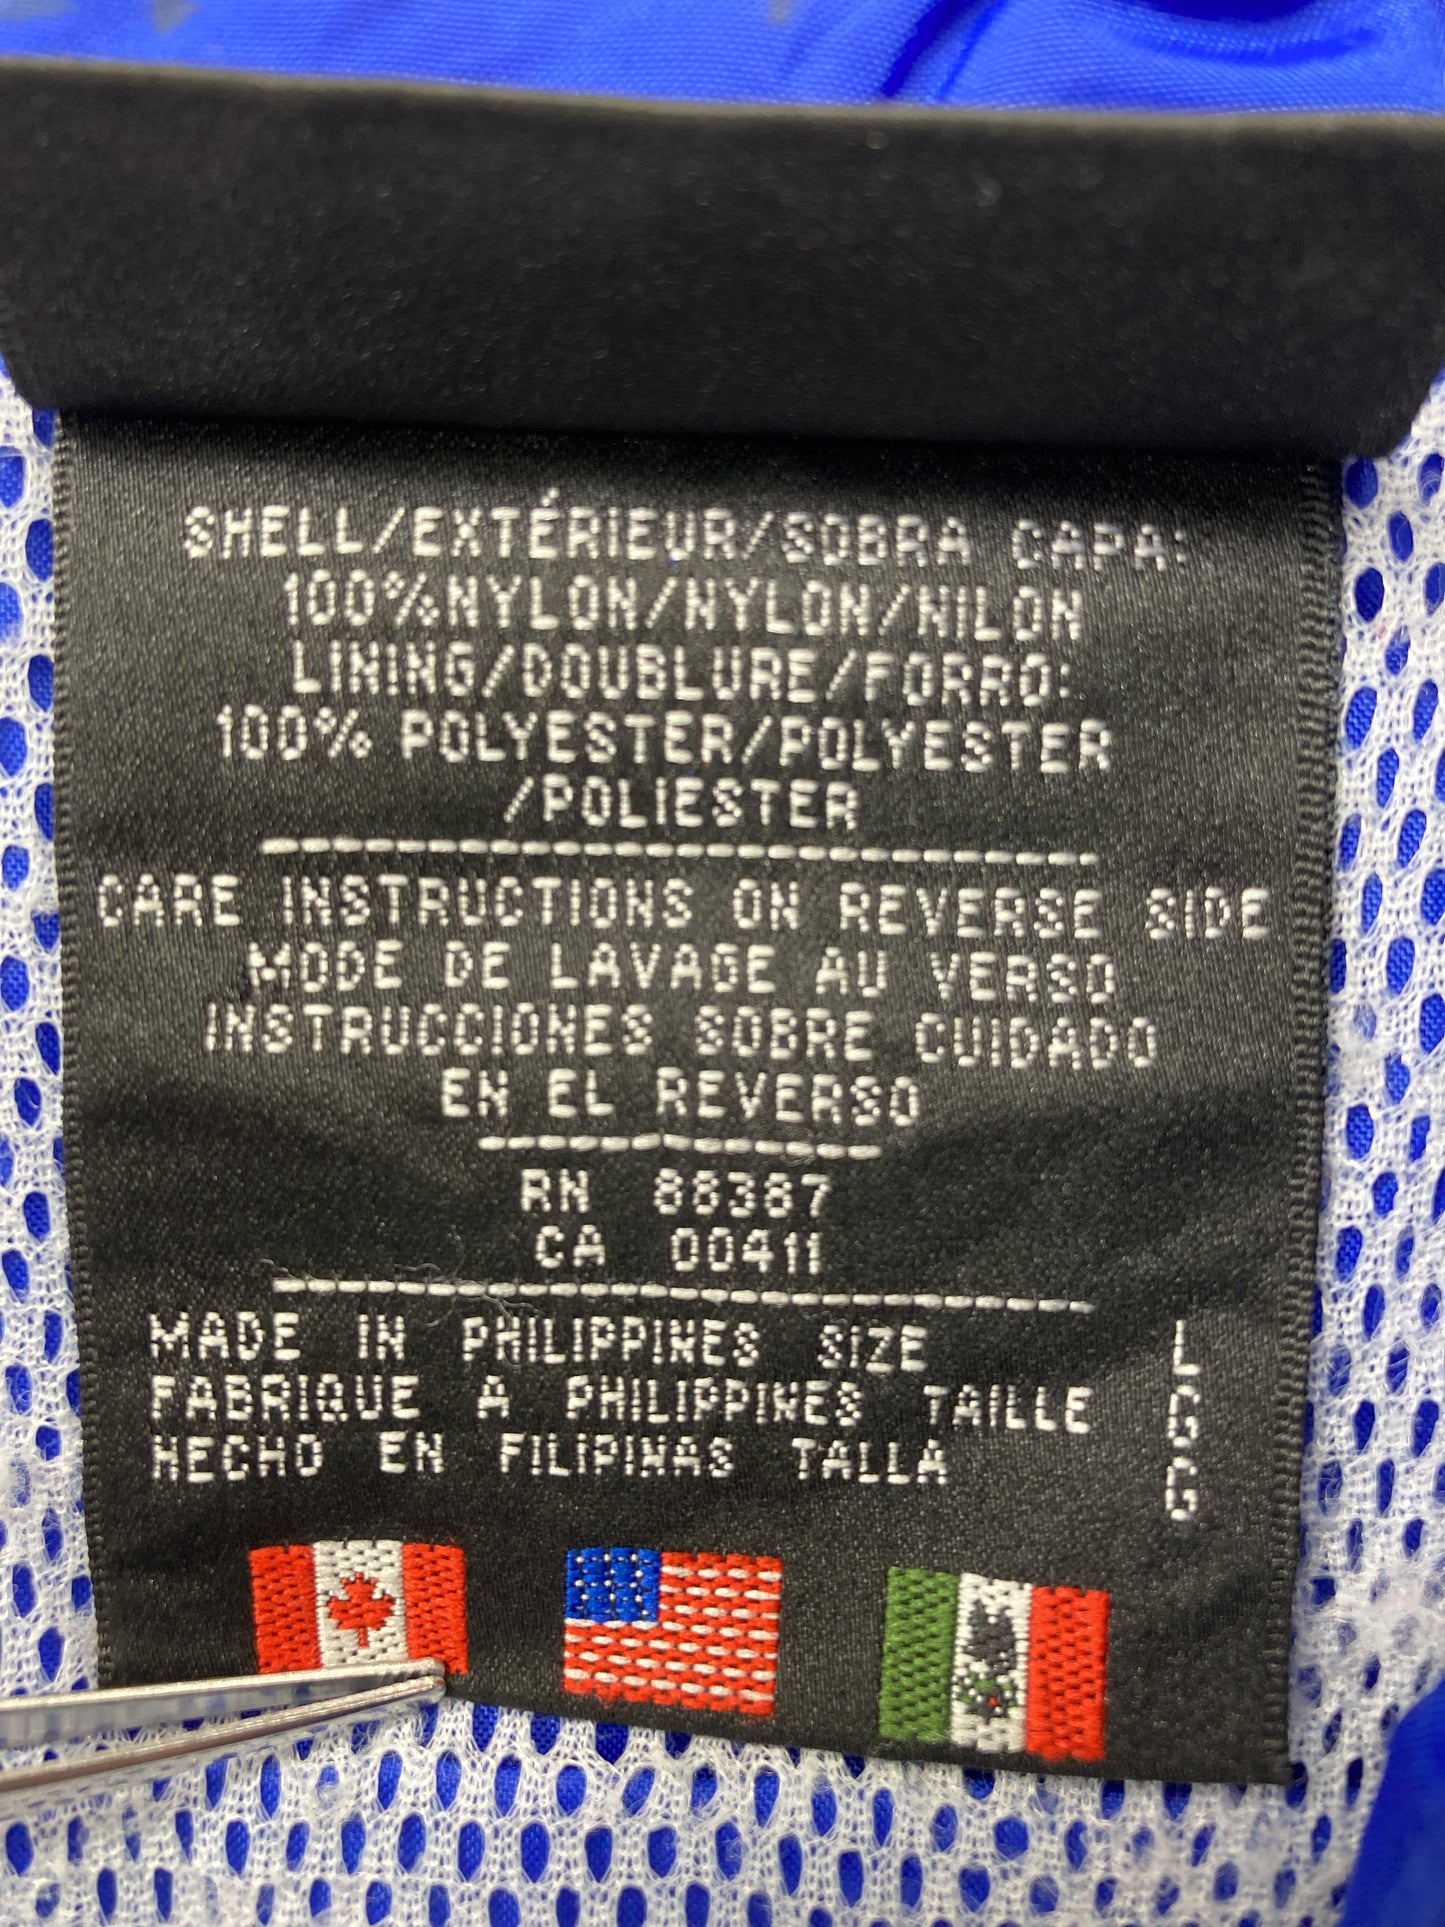 SHELL/EXTÉRIEUR/SOBRA CAPA:
100%NYLON/NYLON/NILON
LINING/DOUBLURE/FORRO:
100% POLYESTER/POLYESTER
/POLIESTER
CARE INSTRUCTIONS ON REVERSE SIDE
MODE DE LAVAGE AU VERSO
INSTRUCCIONES SOBRE CUIDADO
EN EL REVERSO
RN 88387
CA 00411
MADE IN PHILIPPINES SIZE L
FABRIQUE A PHILIPPINES TAILLE G
HECHO EN FILIPINAS TALLA G